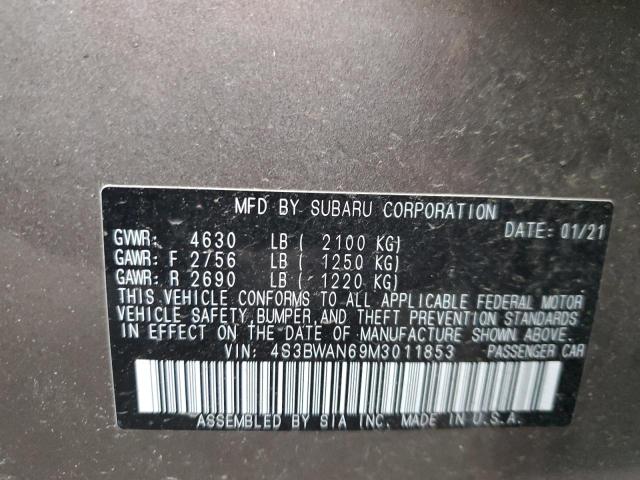 MFD BY SUBARU CORPORATION
DATE: 01/21
GVWR: 4630 LB ( 2100 KG)
GAWR: F 2756 LB ( 1250 KG)
GAWR: R 2690 LB ( 1220 KG)
THIS VEHICLE CONFORMS TO ALL APPLICABLE FEDERAL MOTOR
VEHICLE SAFETY, BUMPER, AND THEFT PREVENTION STANDARDS
IN EFFECT ON THE DATE OF MANUFACTURE SHOWN ABOVE.
VIN: 4S3BWAN69M3011853 PASSENGER CAR
ASSEMBLED BY SIA INC. MADE IN U.S.A.